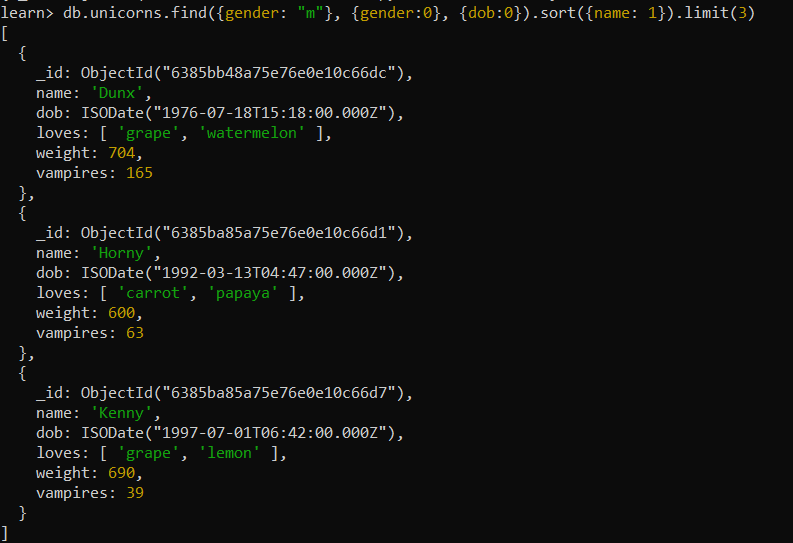 learn> db.unicorns.find({gender: "m"}, {gender:0}, {dob:0}).sort({name: 1}).limit(3)
[
  {
    _id: ObjectId("6385bb48a75e76e0e10c66dc"),
    name: 'Dunx',
    dob: ISODate("1976-07-18T15:18:00.000Z"),
    loves: [ 'grape', 'watermelon' ],
    weight: 704,
    vampires: 165
  },
  {
    _id: ObjectId("6385ba85a75e76e0e10c66d1"),
    name: 'Horny',
    dob: ISODate("1992-03-13T04:47:00.000Z"),
    loves: [ 'carrot', 'papaya' ],
    weight: 600,
    vampires: 63
  },
  {
    _id: ObjectId("6385ba85a75e76e0e10c66d7"),
    name: 'Kenny',
    dob: ISODate("1997-07-01T06:42:00.000Z"),
    loves: [ 'grape', 'lemon' ],
    weight: 690,
    vampires: 39
  }
]